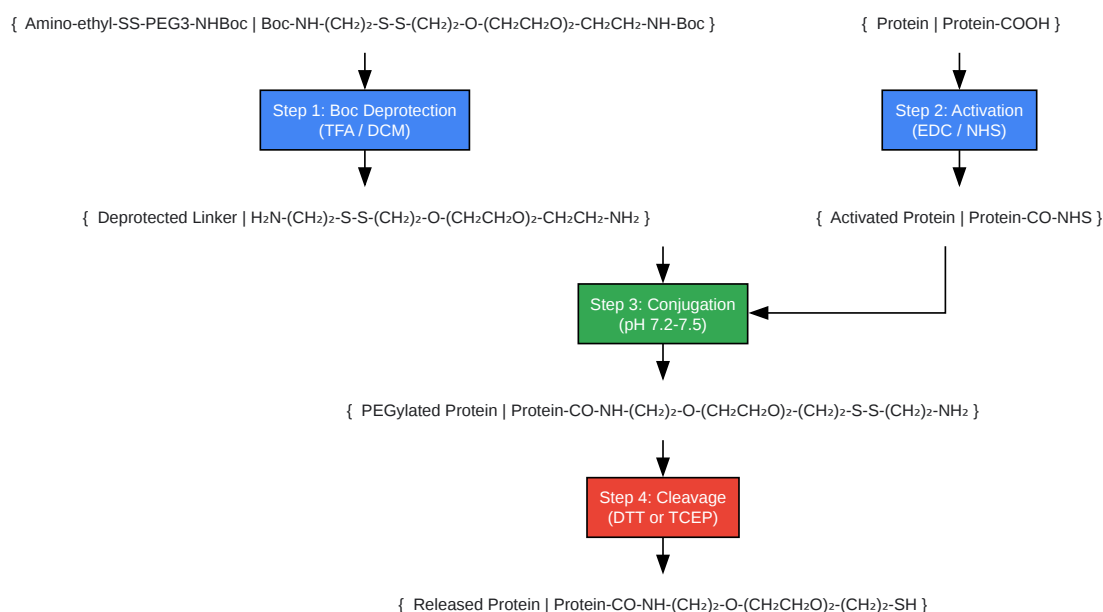 { Amino-ethyl-SS-PEG3-NHBoc | Boc-NH-(CH₂)₂-S-S-(CH₂)₂-O-(CH₂CH₂O)₂-CH₂CH₂-NH-Boc }
{ Protein | Protein-COOH }
Step 1: Boc Deprotection
(TFA / DCM)
Step 2: Activation
(EDC / NHS)
{ Deprotected Linker | H₂N-(CH₂)₂-S-S-(CH₂)₂-O-(CH₂CH₂O)₂-CH₂CH₂-NH₂ }
{ Activated Protein | Protein-CO-NHS }
Step 3: Conjugation
(pH 7.2-7.5)
{ PEGylated Protein | Protein-CO-NH-(CH₂)₂-O-(CH₂CH₂O)₂-(CH₂)₂-S-S-(CH₂)₂-NH₂ }
Step 4: Cleavage
(DTT or TCEP)
{ Released Protein | Protein-CO-NH-(CH₂)₂-O-(CH₂CH₂O)₂-(CH₂)₂-SH }